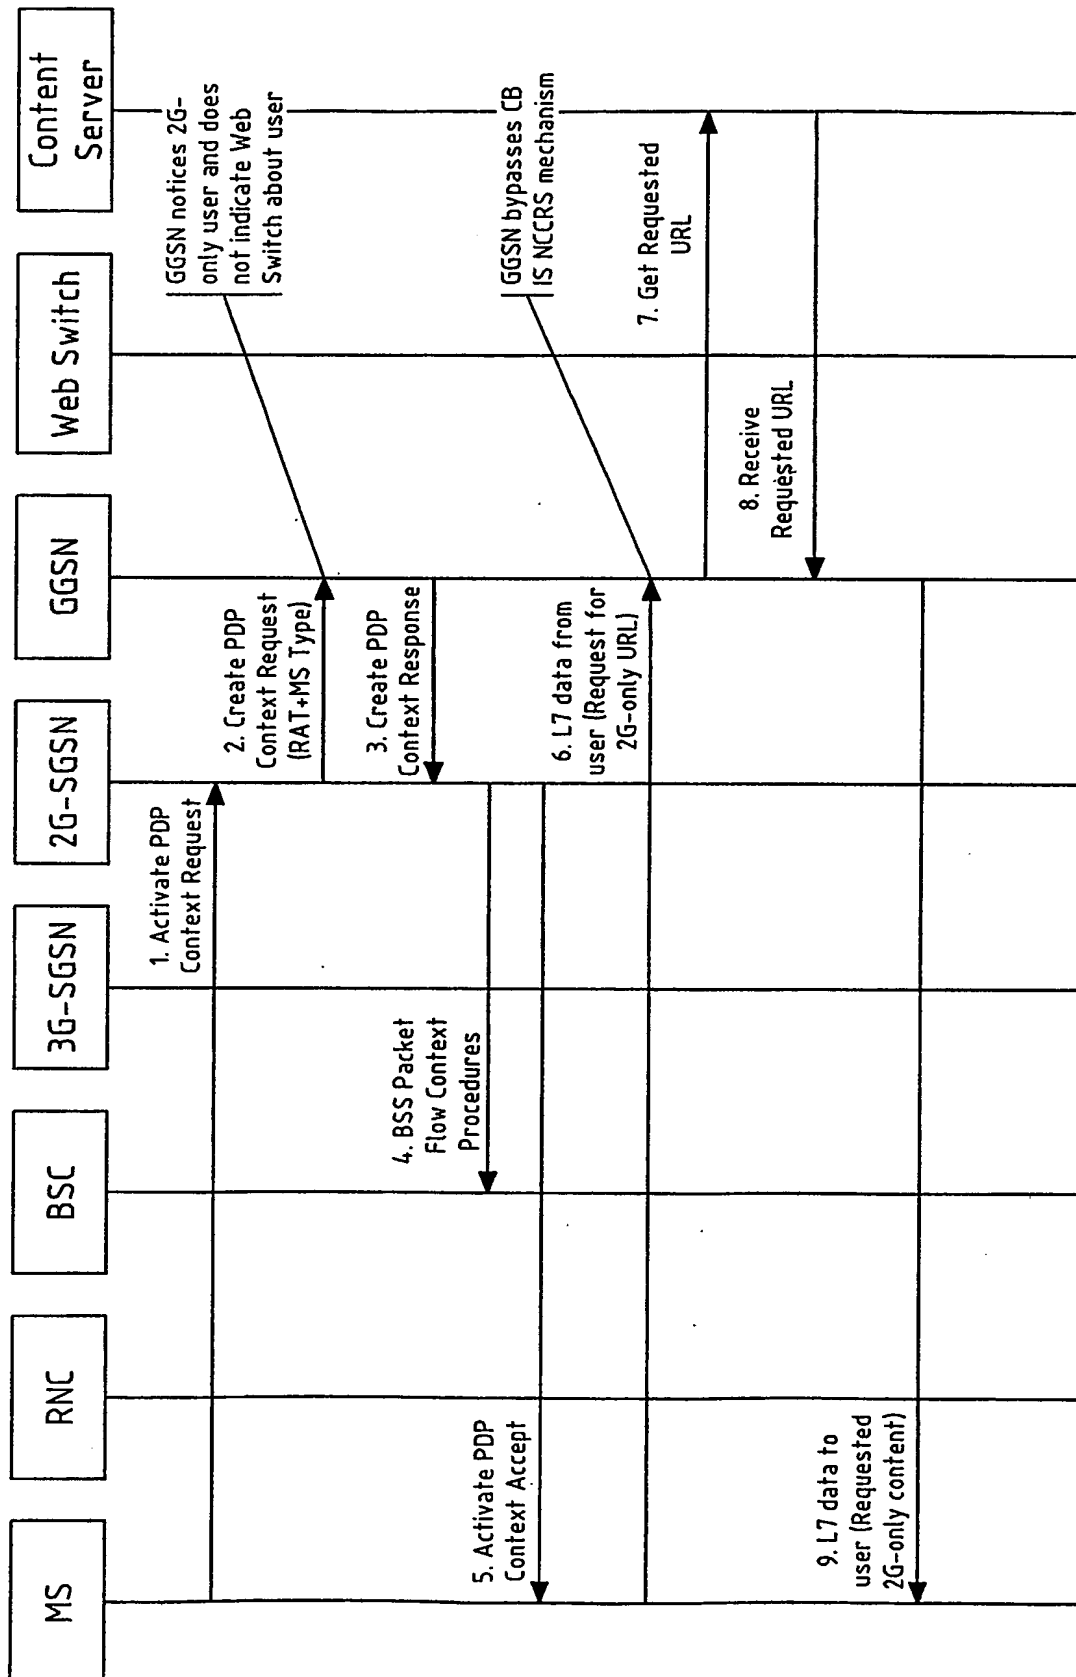 MS
RNC
BSC
3G-SGSN
2G-SGSN
GGSN
Web Switch
Content
Server
1. Activate PDP
Context Request
2. Create PDP
Context Request
(RAT+MS Type)
GGSN notices 2G-
only user and does
not indicate Web
Switch about user
3. Create PDP
Context Response
4. BSS Packet
Flow Context
Procedures
5. Activate PDP
Context Accept
6. L7 data from
user (Request for
2G-only URL)
GGSN bypasses CB
IS NCCRS mechanism
7. Get Requested
URL
8. Receive
Requested URL
9. L7 data to
user (Requested
2G-only content)